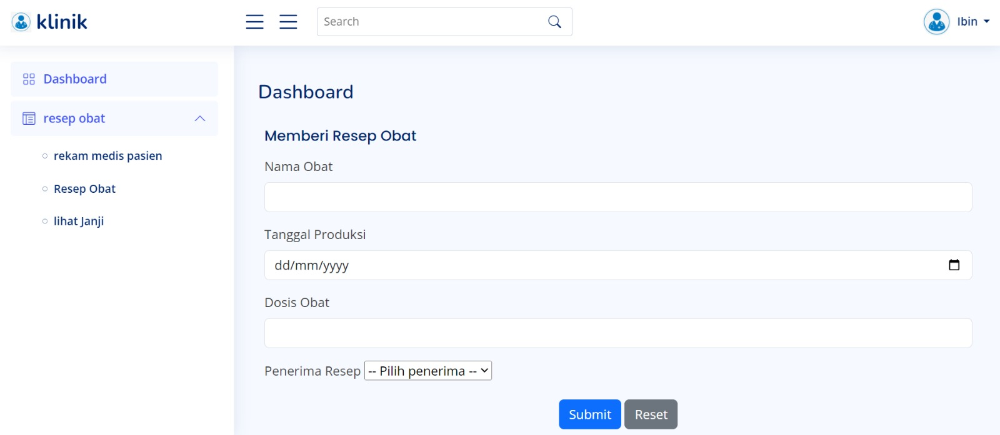 klinik
Search
Ibin
Dashboard
resep obat
rekam medis pasien
Resep Obat
lihat Janji
Dashboard
Memberi Resep Obat
Nama Obat
Tanggal Produksi
dd/mm/yyyy
Dosis Obat
Penerima Resep -- Pilih penerima --
Submit Reset